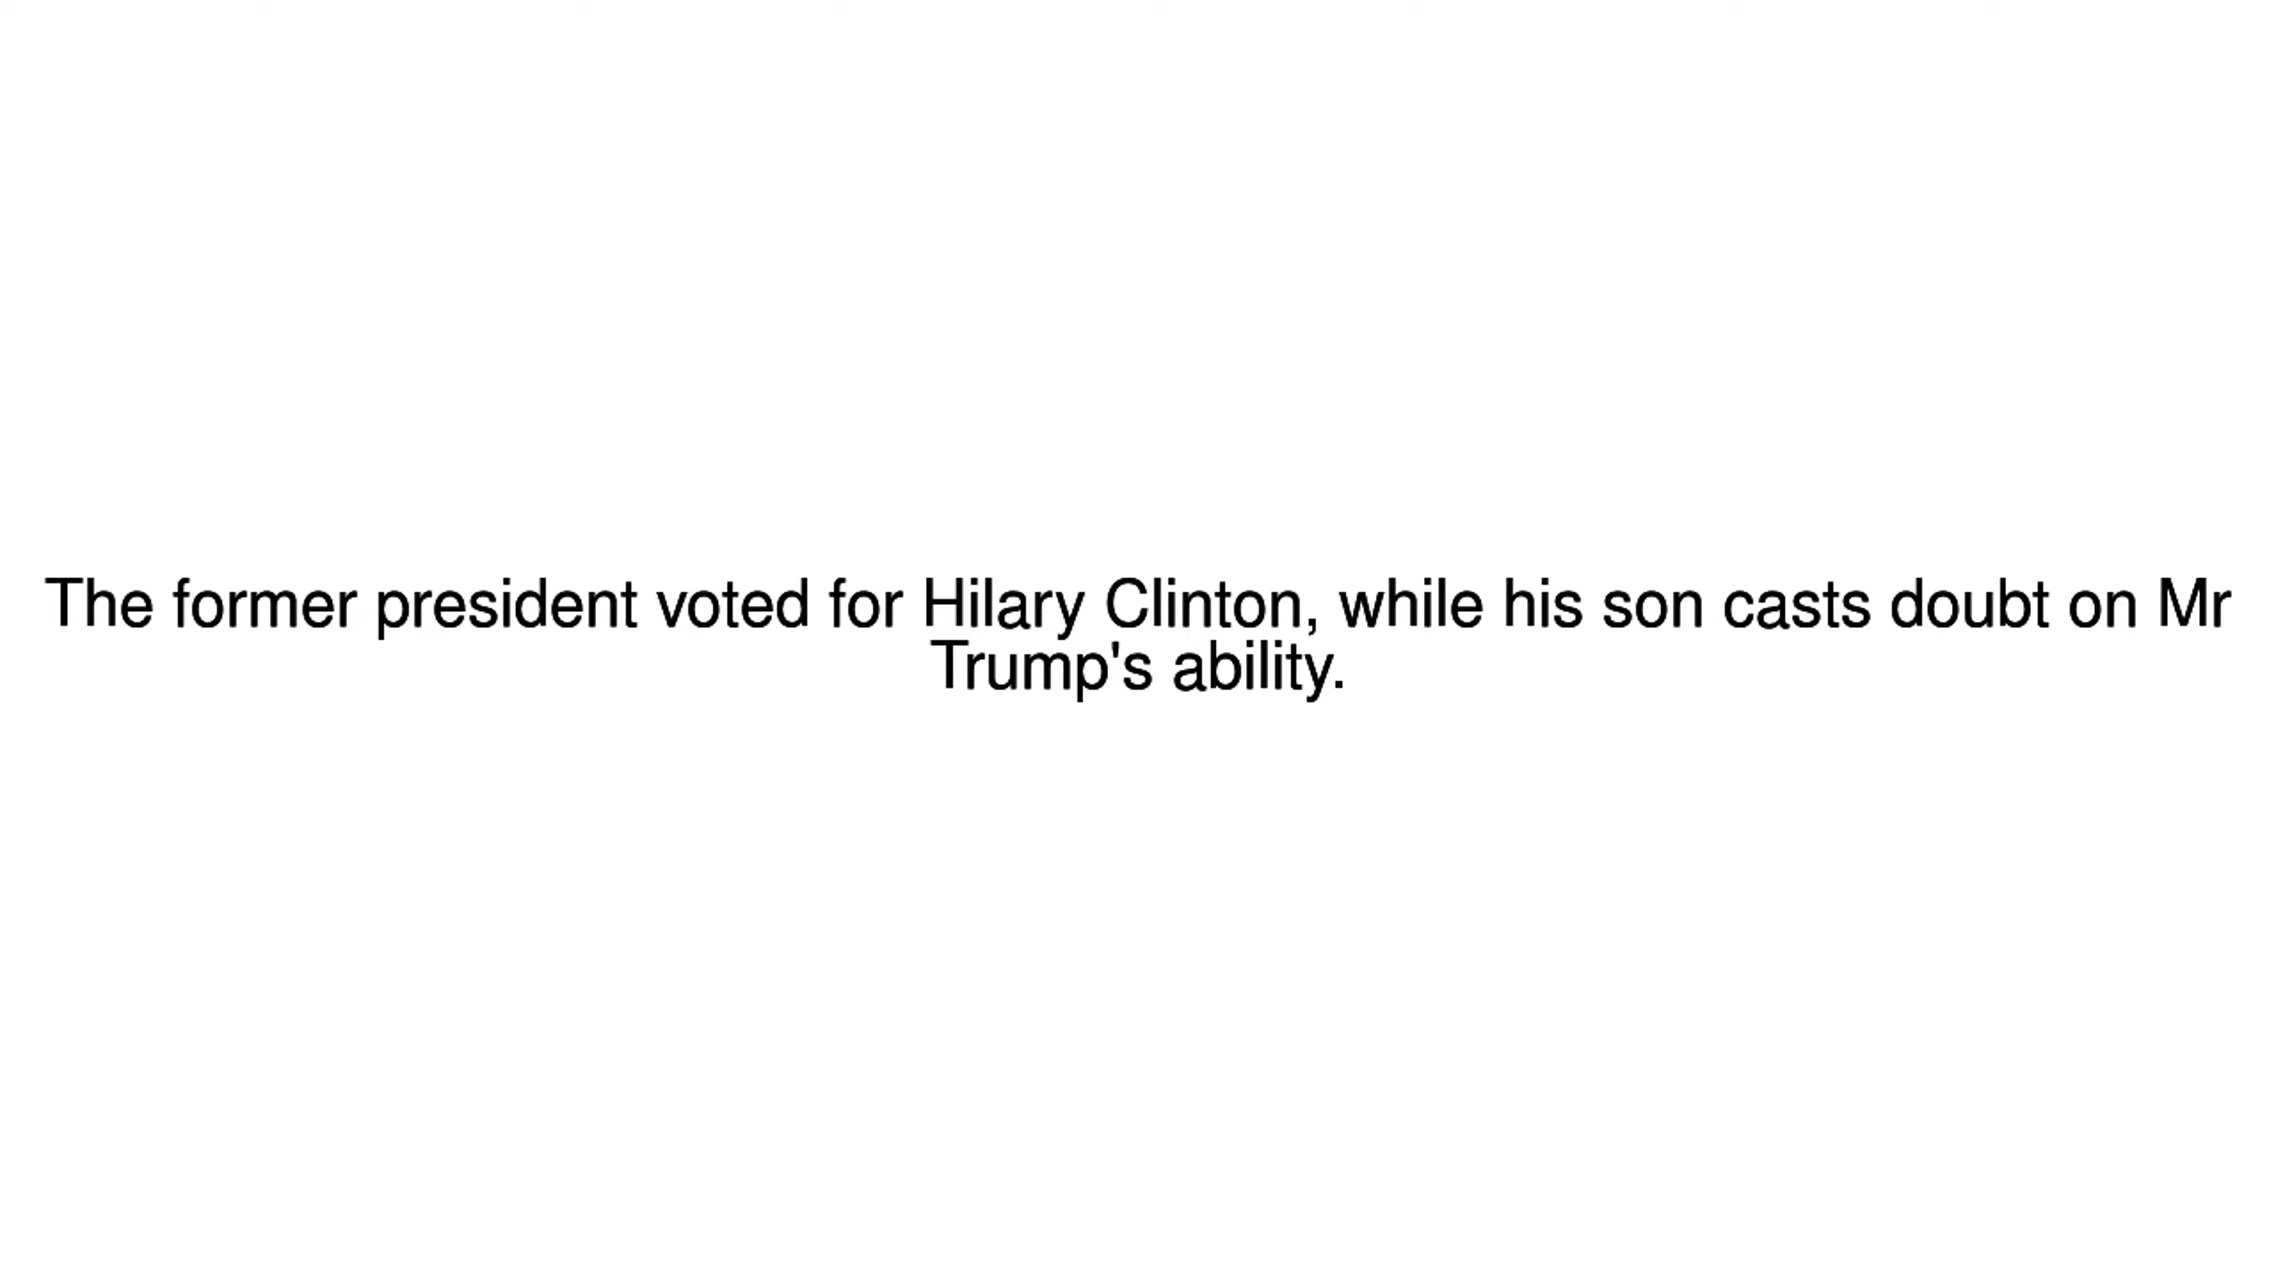 The former president voted for Hilary Clinton, while his son casts doubt on Mr
Trump's ability.